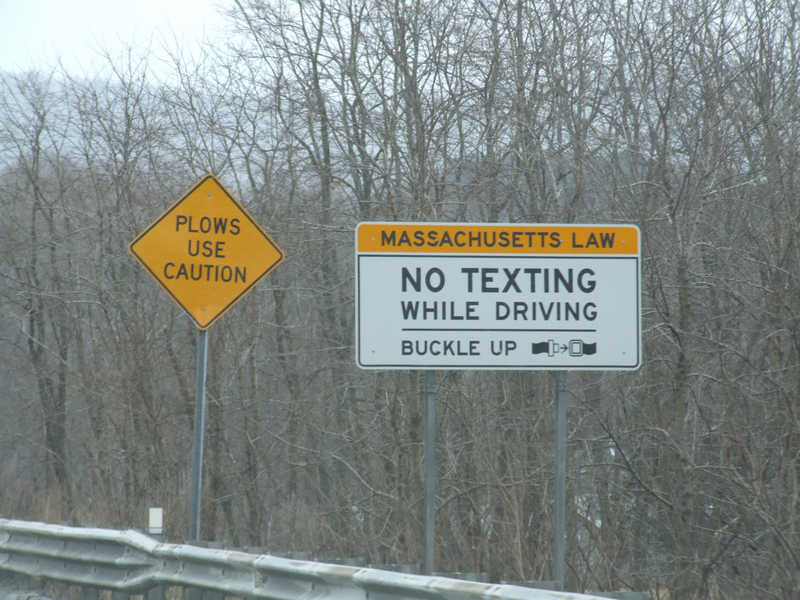 PLOWS
USE
CAUTION
MASSACHUSETTS LAW
NO TEXTING
WHILE DRIVING
BUCKLE UP